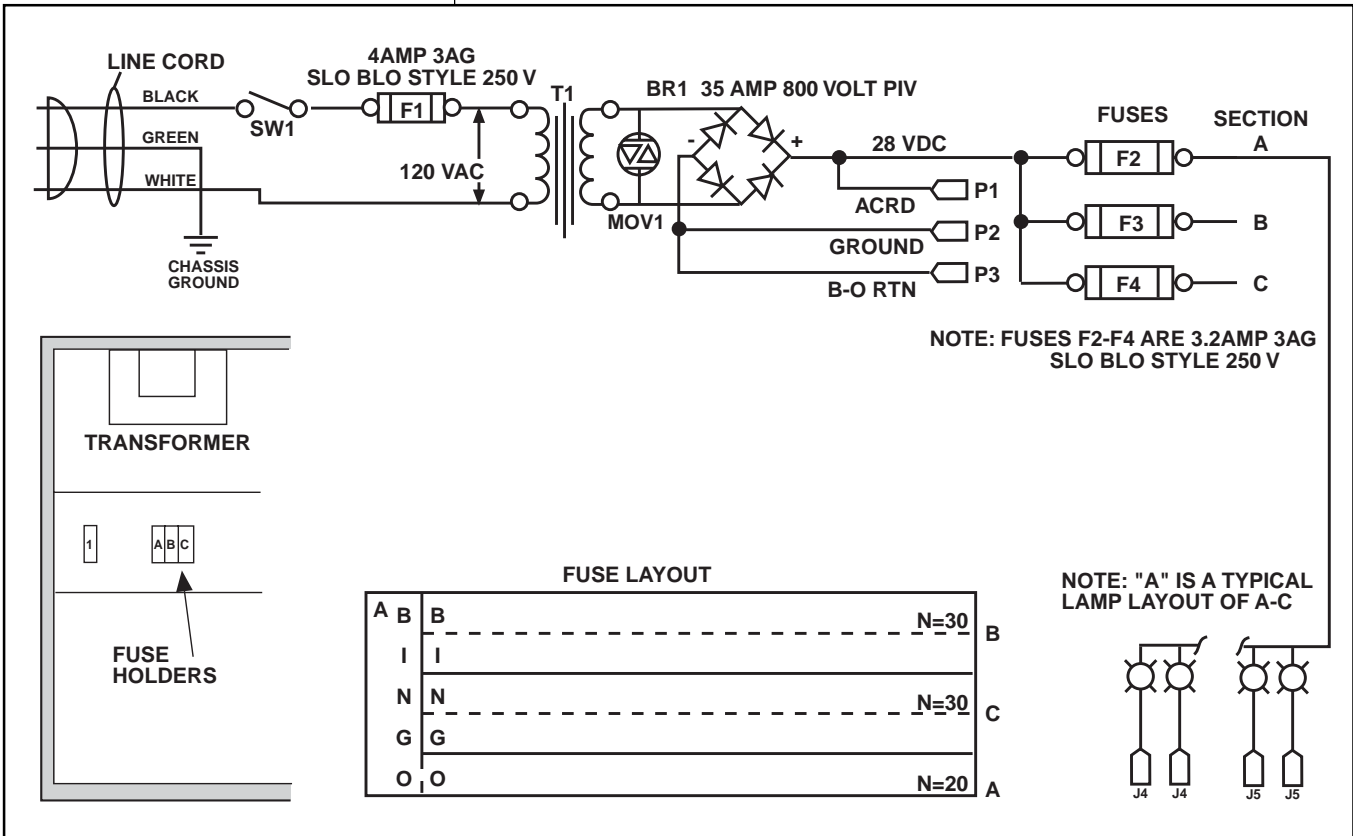 LINE CORD
4AMP 3AG
SLO BLO STYLE 250 V
BLACK
SW1
F1
GREEN
WHITE
120 VAC
CHASSIS
GROUND
T1
MOV1
BR1 35 AMP 800 VOLT PIV
-
+
28 VDC
ACRD
P1
GROUND
P2
B-O RTN
P3
FUSES
SECTION
F2
A
F3
B
F4
C
NOTE: FUSES F2-F4 ARE 3.2AMP 3AG
SLO BLO STYLE 250 V
TRANSFORMER
1
A B C
FUSE
HOLDERS
FUSE LAYOUT
A B B N=30 B
I I
N N N=30 C
G G
O O N=20 A
NOTE: "A" IS A TYPICAL
LAMP LAYOUT OF A-C
J4 J4 J5 J5